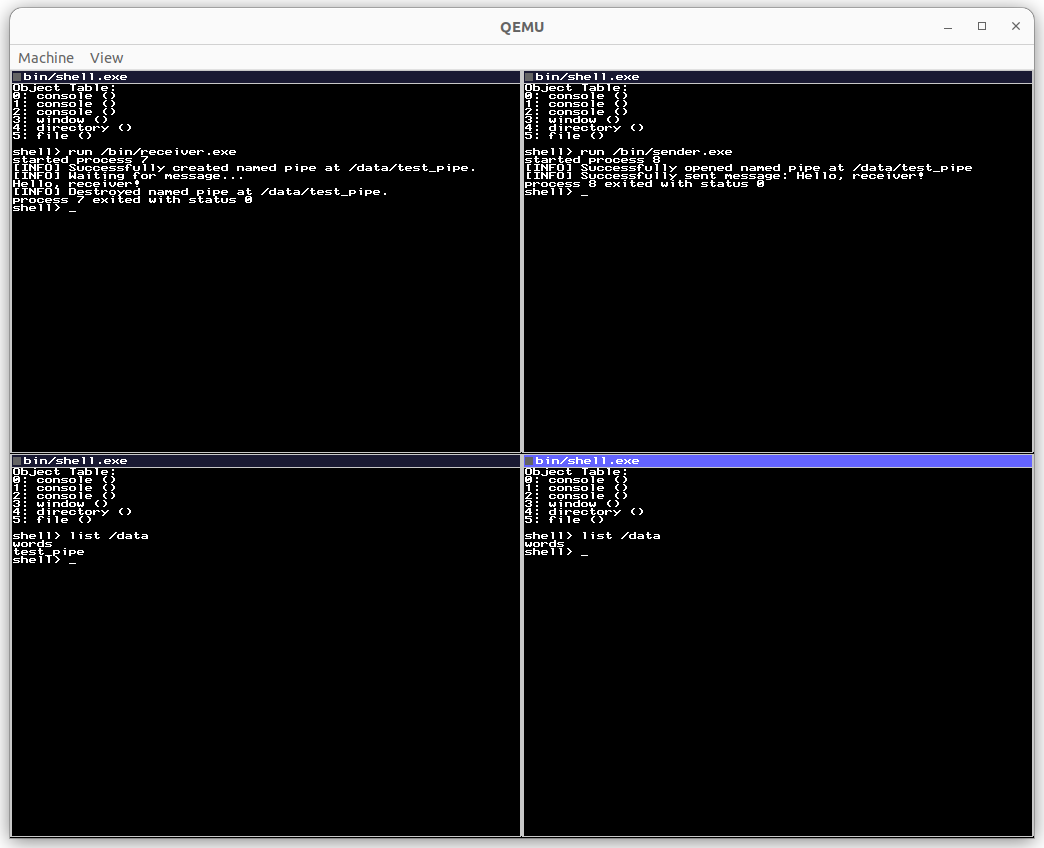 QEMU
Machine View
bin/shell.exe
Object Table:
0: console ()
1: console ()
2: console ()
3: window ()
4: directory ()
5: file ()
shell> run /bin/receiver.exe
started process 7
[INFO] Successfully created named pipe at /data/test_pipe.
[INFO] Waiting for message...
Hello, receiver!
[INFO] Destroyed named pipe at /data/test_pipe.
process 7 exited with status 0
shell> _
bin/shell.exe
Object Table:
0: console ()
1: console ()
2: console ()
3: window ()
4: directory ()
5: file ()
shell> run /bin/sender.exe
started process 8
[INFO] Successfully opened named pipe at /data/test_pipe
[INFO] Successfully sent message: Hello, receiver!
process 8 exited with status 0
shell> _
bin/shell.exe
Object Table:
0: console ()
1: console ()
2: console ()
3: window ()
4: directory ()
5: file ()
shell> list /data
words
test_pipe
shell> _
bin/shell.exe
Object Table:
0: console ()
1: console ()
2: console ()
3: window ()
4: directory ()
5: file ()
shell> list /data
words
shell> _